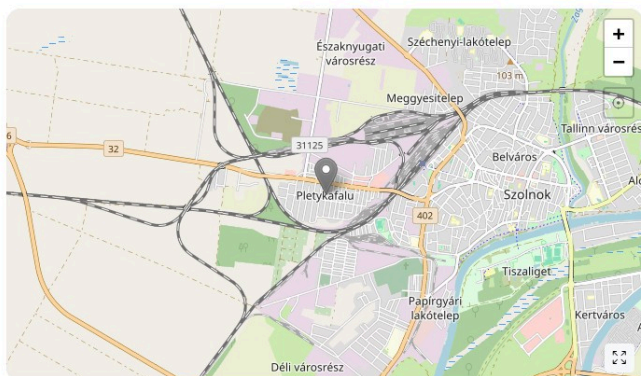 Északnyugati
városrész
Széchenyi-lakótelep
+
−
103 m
Meggyesitelep
31125
32
Belváros
Tallinn városrés
Pletykafalu
Szolnok
402
Tiszaliget
Papírgyári
lakótelep
Kertváros
Déli városrész